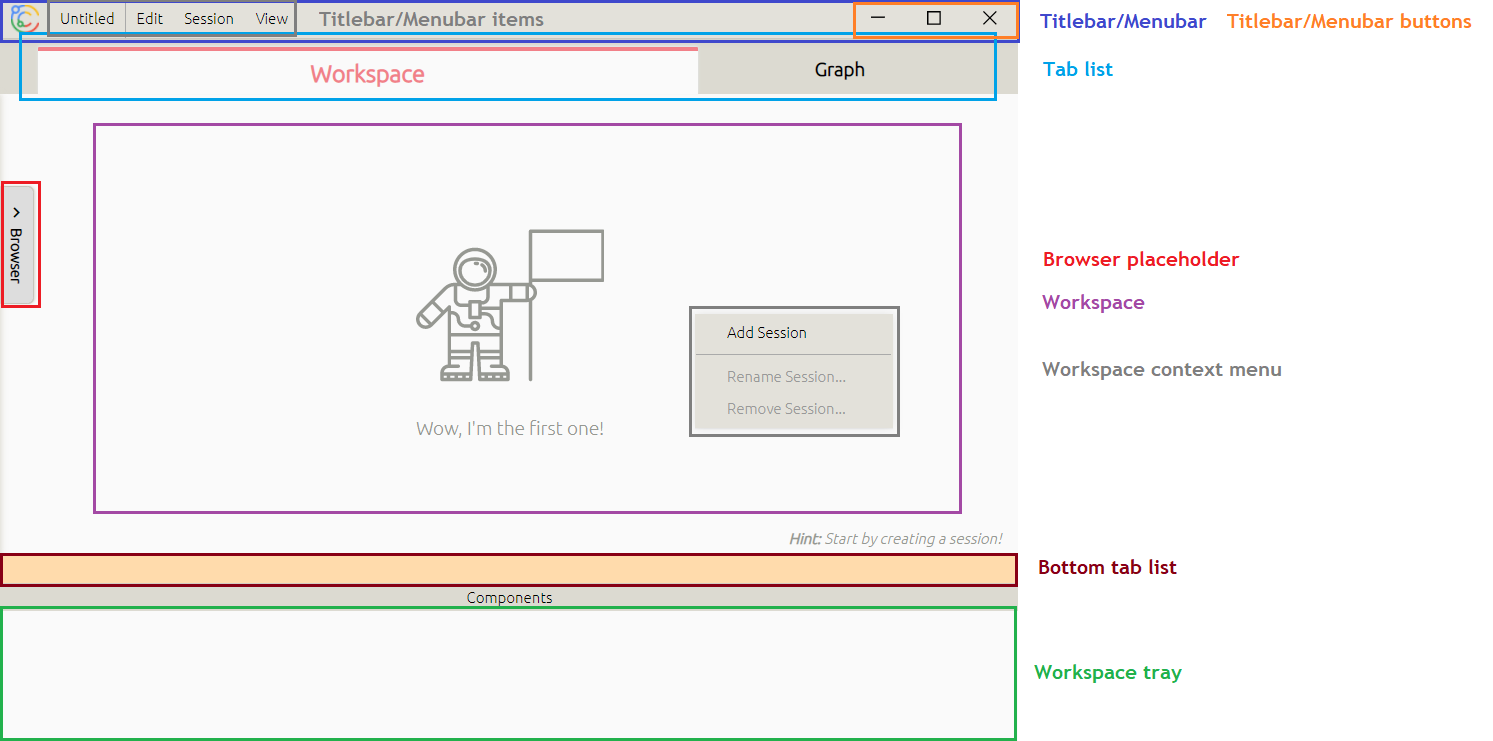 Untitled Edit Session View Titlebar/Menubar items Titlebar/Menubar Titlebar/Menubar buttons
Workspace Graph Tab list
Browser
Browser placeholder
Workspace
Add Session
Workspace context menu
Rename Session...
Remove Session...
Wow, I'm the first one!
Hint: Start by creating a session!
Bottom tab list
Components
Workspace tray